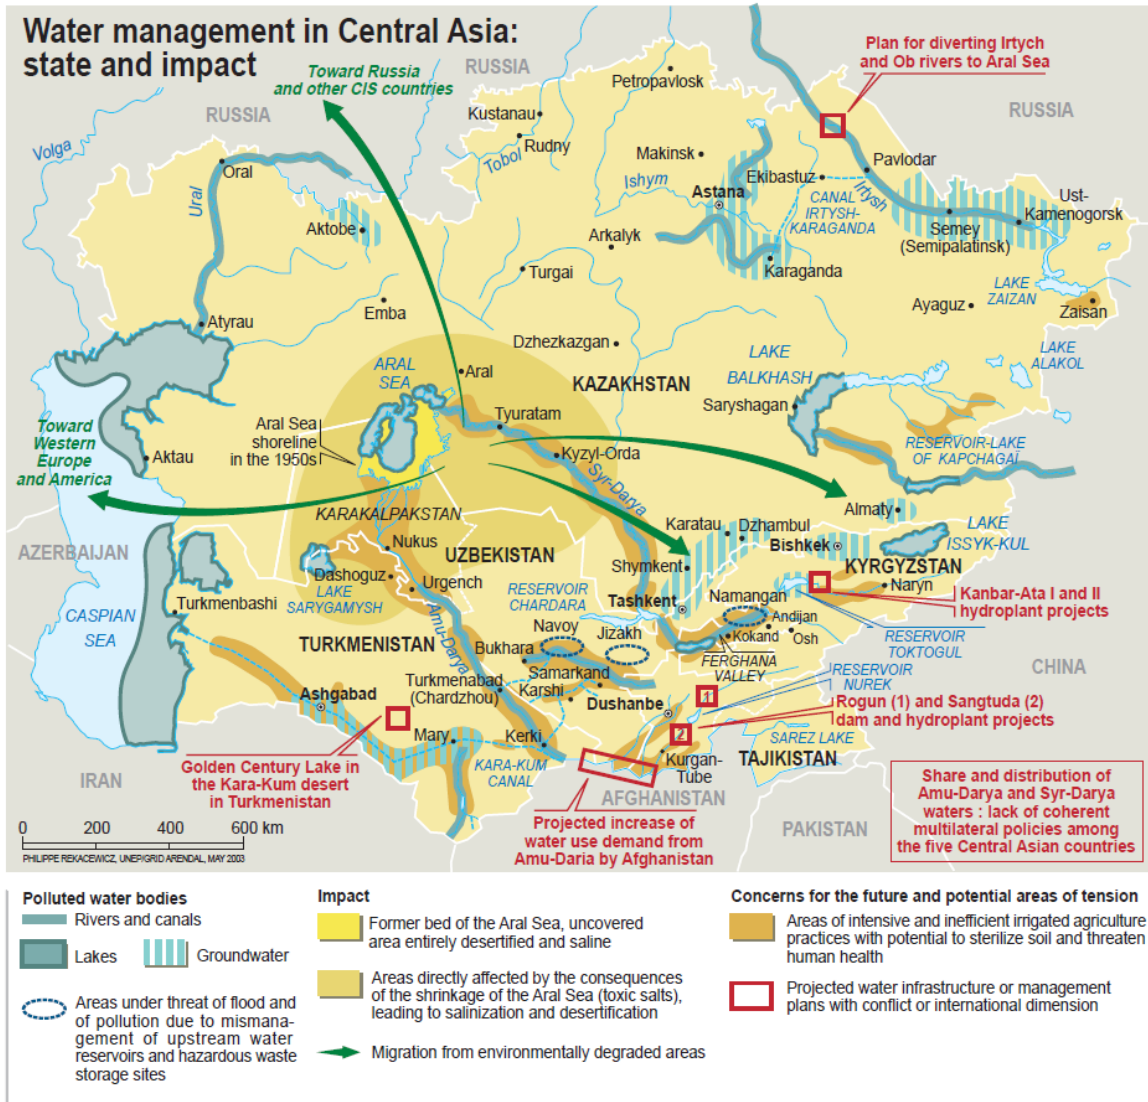 Water management in Central Asia:
state and impact
Toward Russia
and other CIS countries
RUSSIA
RUSSIA
RUSSIA
Plan for diverting Irtych
and Ob rivers to Aral Sea
Petropavlosk
Kustanau
Rudny
Tobol
Volga
Oral
Ural
Makinsk
Ishym
Ekibastuz
Pavlodar
Astana
CANAL
IRTYSH-
KARAGANDA
Irtysh
Ust-
Kamenogorsk
Semey
(Semipalatinsk)
Aktobe
Arkalyk
Karaganda
Turgai
LAKE
ZAIZAN
Emba
Ayaguz
Zaisan
Atyrau
Dzhezkazgan
LAKE
BALKHASH
LAKE
ALAKOL
ARAL
SEA
Aral
KAZAKHSTAN
Saryshagan
Toward
Western
Europe
and America
Aral Sea
shoreline
in the 1950s
Tyuratam
Aktau
Kyzyl-Orda
RESERVOIR-LAKE
OF KAPCHAGAÏ
Syr-Darya
Almaty
KARAKALPAKSTAN
Karatau
Dzhambul
Bishkek
LAKE
ISSYK-KUL
AZERBAIJAN
Nukus
UZBEKISTAN
Shymkent
KYRGYZSTAN
Naryn
Dashoguz
Urgench
LAKE
SARYGAMYSH
RESERVOIR
CHARDARA
Tashkent
Namangan
Kanbar-Ata I and II
hydroplant projects
CASPIAN
SEA
Turkmenbashi
Amu-Darya
Navoy
Jizakh
Andijan
Kokand
Osh
RESERVOIR
TOKTOGUL
TURKMENISTAN
Bukhara
FERGHANA
VALLEY
CHINA
Samarkand
RESERVOIR
NUREK
Turkmenabad
(Chardzhou)
Karshi
Ashgabad
Dushanbe
1
Rogun (1) and Sangtuda (2)
dam and hydroplant projects
2
Mary
Kerki
SAREZ LAKE
TAJIKISTAN
Golden Century Lake in
the Kara-Kum desert
in Turkmenistan
KARA-KUM
CANAL
Kurgan-
Tube
IRAN
AFGHANISTAN
PAKISTAN
Projected increase of
water use demand from
Amu-Daria by Afghanistan
Share and distribution of
Amu-Darya and Syr-Darya
waters : lack of coherent
multilateral policies among
the five Central Asian countries
0 200 400 600 km
PHILIPPE REKACEWICZ, UNEP/GRID ARENDAL, MAY 2003
Polluted water bodies
Rivers and canals
Lakes
Groundwater
Areas under threat of flood and
of pollution due to mismana-
gement of upstream water
reservoirs and hazardous waste
storage sites
Impact
Former bed of the Aral Sea, uncovered
area entirely desertified and saline
Areas directly affected by the consequences
of the shrinkage of the Aral Sea (toxic salts),
leading to salinization and desertification
Migration from environmentally degraded areas
Concerns for the future and potential areas of tension
Areas of intensive and inefficient irrigated agriculture
practices with potential to sterilize soil and threaten
human health
Projected water infrastructure or management
plans with conflict or international dimension